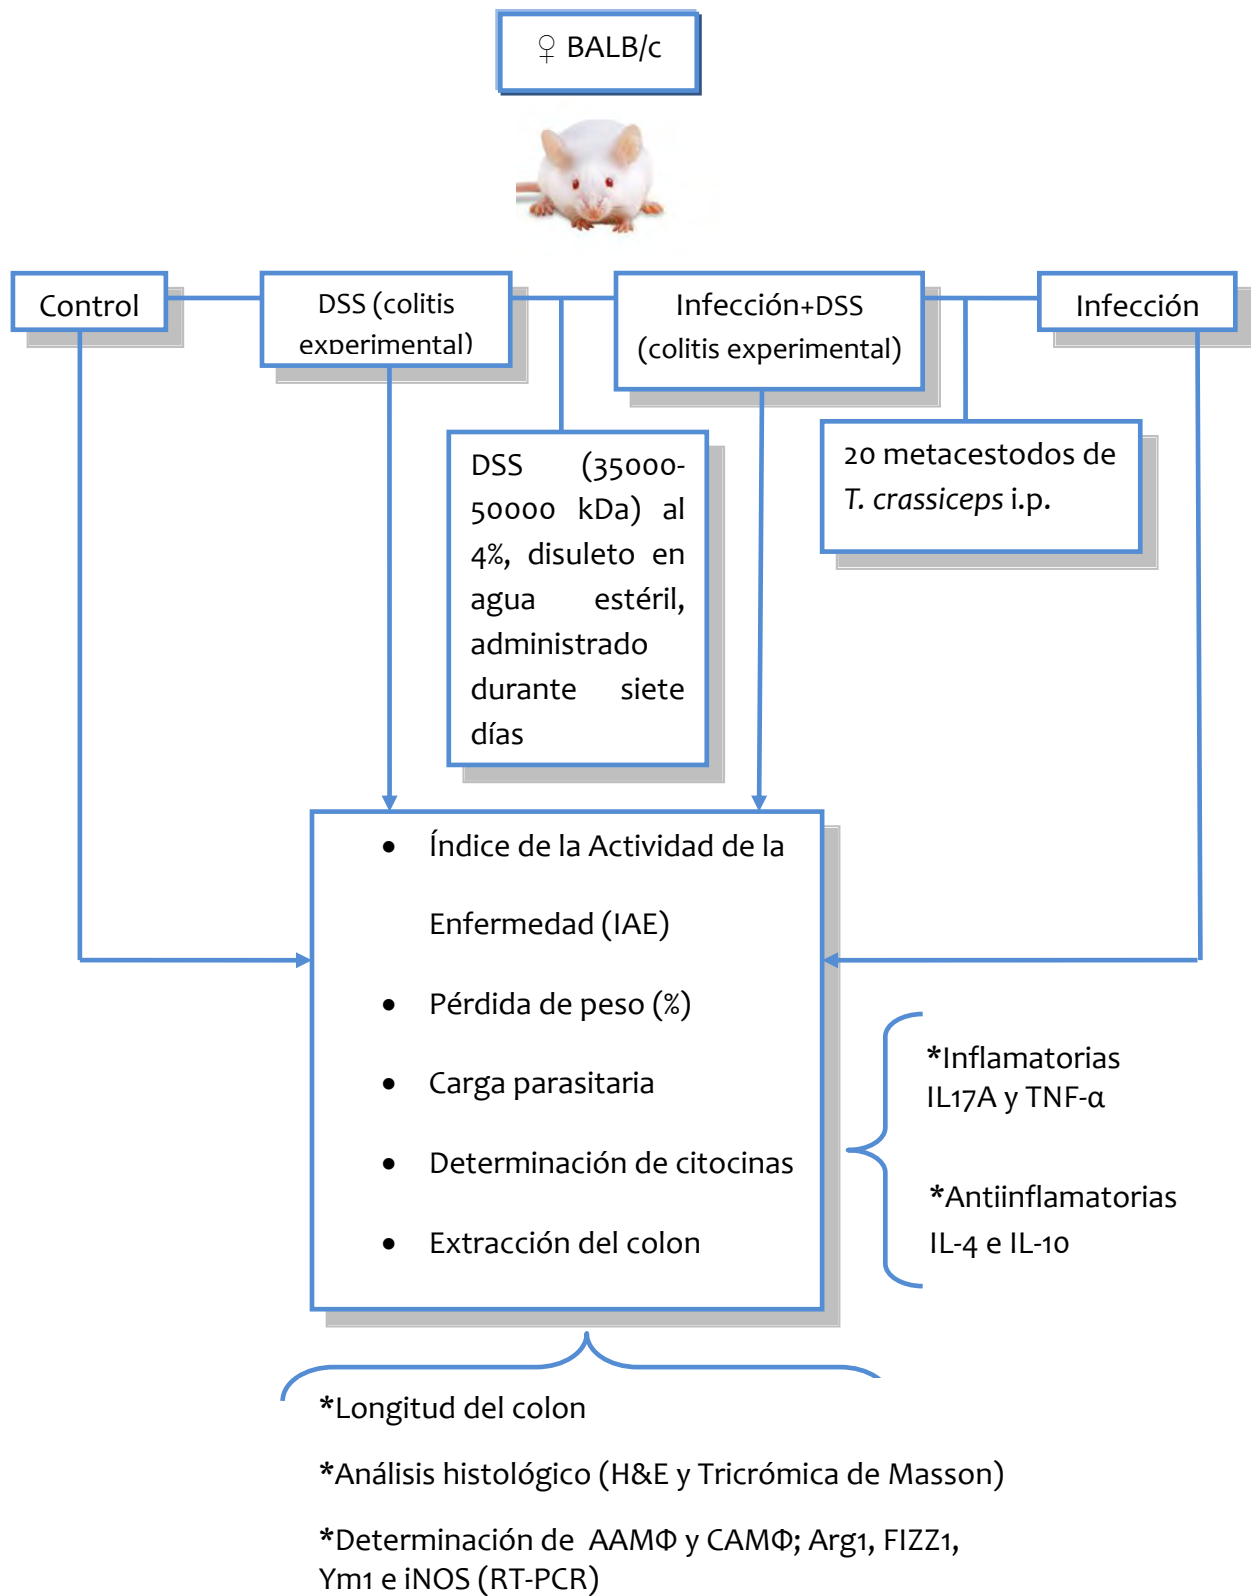 ♀ BALB/c
Control
DSS (colitis
experimental)
Infección+DSS
(colitis experimental)
Infección
DSS (35000-
50000 kDa) al
4%, disuleto en
agua estéril,
administrado
durante siete
días
20 metacestodos de
T. crassiceps i.p.
• Índice de la Actividad de la
Enfermedad (IAE)
• Pérdida de peso (%)
• Carga parasitaria
• Determinación de citocinas
• Extracción del colon
*Inflamatorias
IL17A y TNF-α
*Antiinflamatorias
IL-4 e IL-10
*Longitud del colon
*Análisis histológico (H&E y Tricrómica de Masson)
*Determinación de AAMΦ y CAMΦ; Arg1, FIZZ1,
Ym1 e iNOS (RT-PCR)